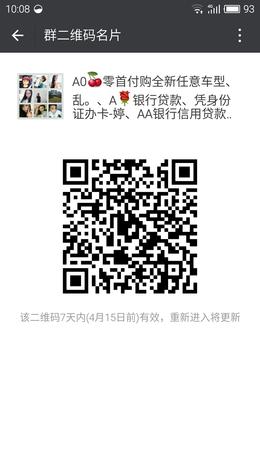 10:08
4G
93
群二维码名片
A0🍒零首付购全新任意车型、
乱。、A🌹银行贷款、凭身份
证办卡-婷、AA银行信用贷款..
该二维码7天内(4月15日前)有效，重新进入将更新